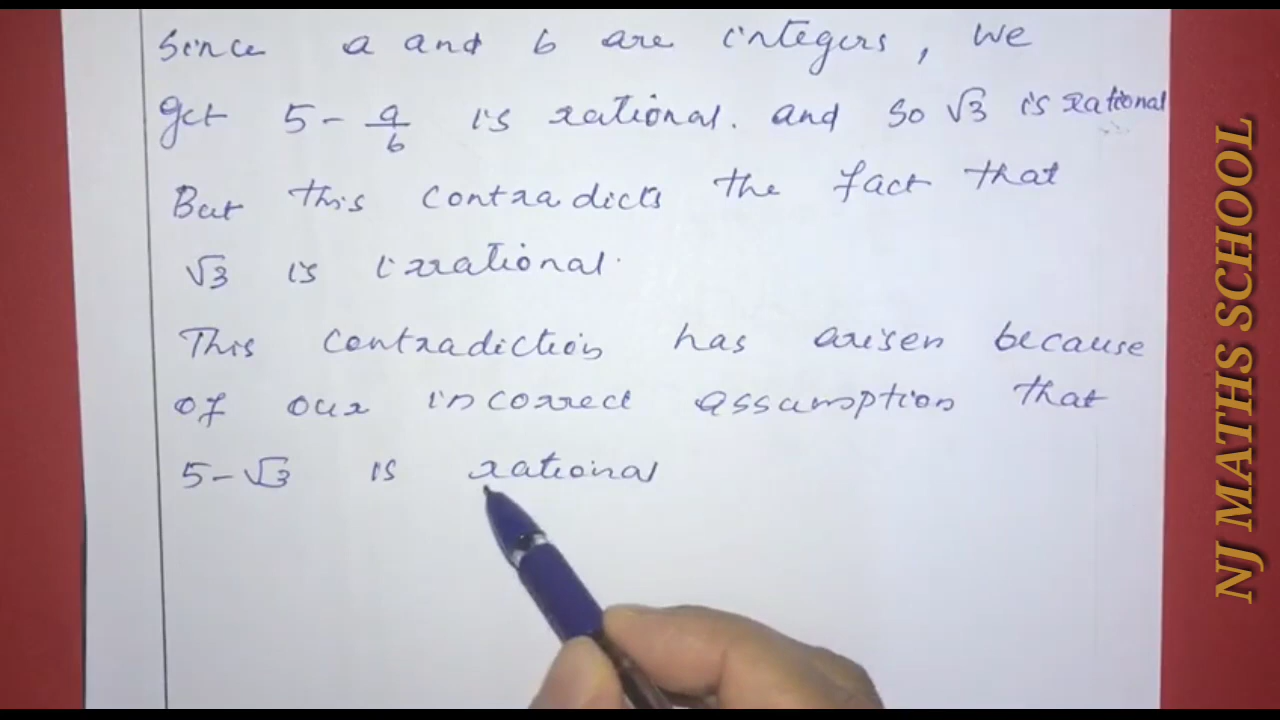 Since a and b are integers, we
get 5 - a/b is rational. and so √3 is rational
But this contradicts the fact that
√3 is irrational.
This contradiction has arisen because
of our incorrect assumption that
5-√3 is rational
NJ MATHS SCHOOL